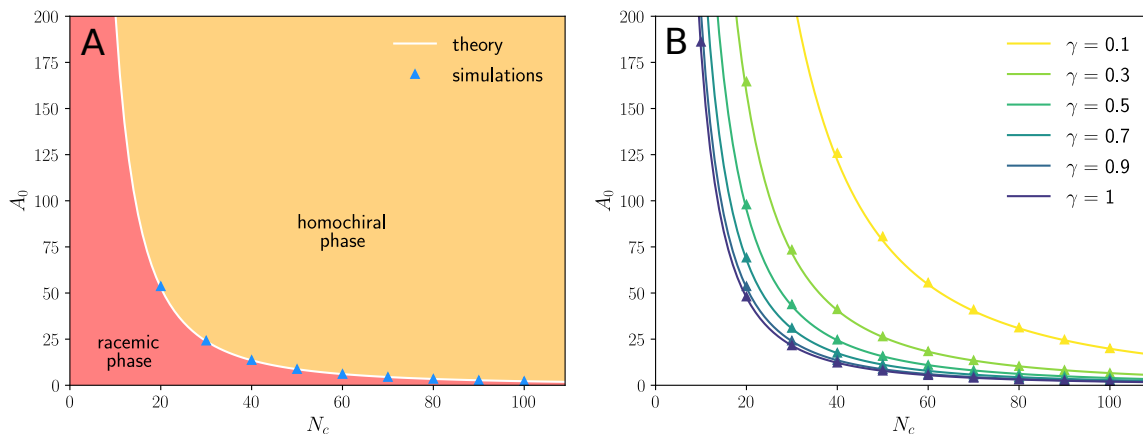 A
theory
simulations
homochiral
phase
racemic
phase
200
175
150
125
100
75
50
25
0
A₀
0 20 40 60 80 100
N_c
B
γ = 0.1
γ = 0.3
γ = 0.5
γ = 0.7
γ = 0.9
γ = 1
200
175
150
125
100
75
50
25
0
A₀
0 20 40 60 80 100
N_c